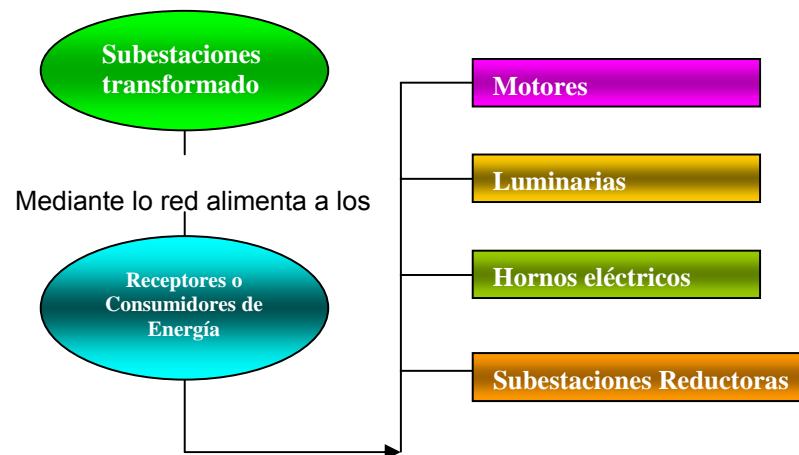 Subestaciones
transformado
Mediante lo red alimenta a los
Receptores o
Consumidores de
Energía
Motores
Luminarias
Hornos eléctricos
Subestaciones Reductoras